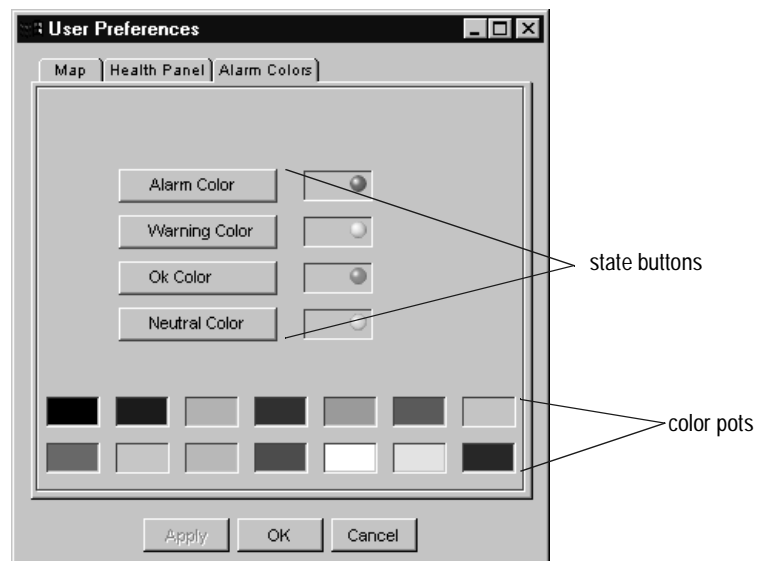 User Preferences
Map Health Panel Alarm Colors
Alarm Color
Warning Color
state buttons
Ok Color
Neutral Color
color pots
Apply OK Cancel